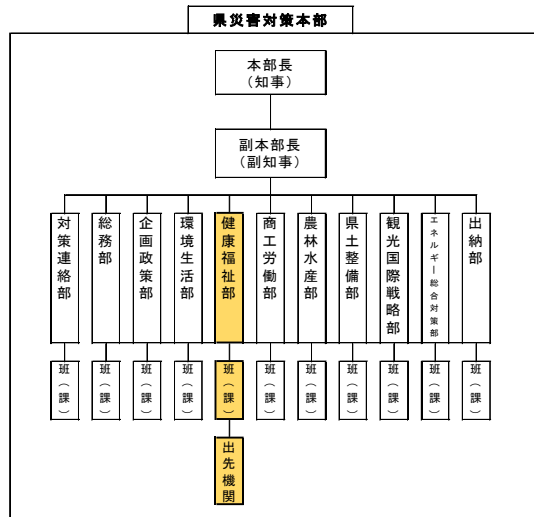 県災害対策本部
本部長
（知事）
副本部長
（副知事）
対策連絡部
総務部
企画政策部
環境生活部
健康福祉部
商工労働部
農林水産部
県土整備部
観光国際戦略部
エネルギー総合対策部
出納部
班（課）
班（課）
班（課）
班（課）
班（課）
班（課）
班（課）
班（課）
班（課）
班（課）
班（課）
出先機関